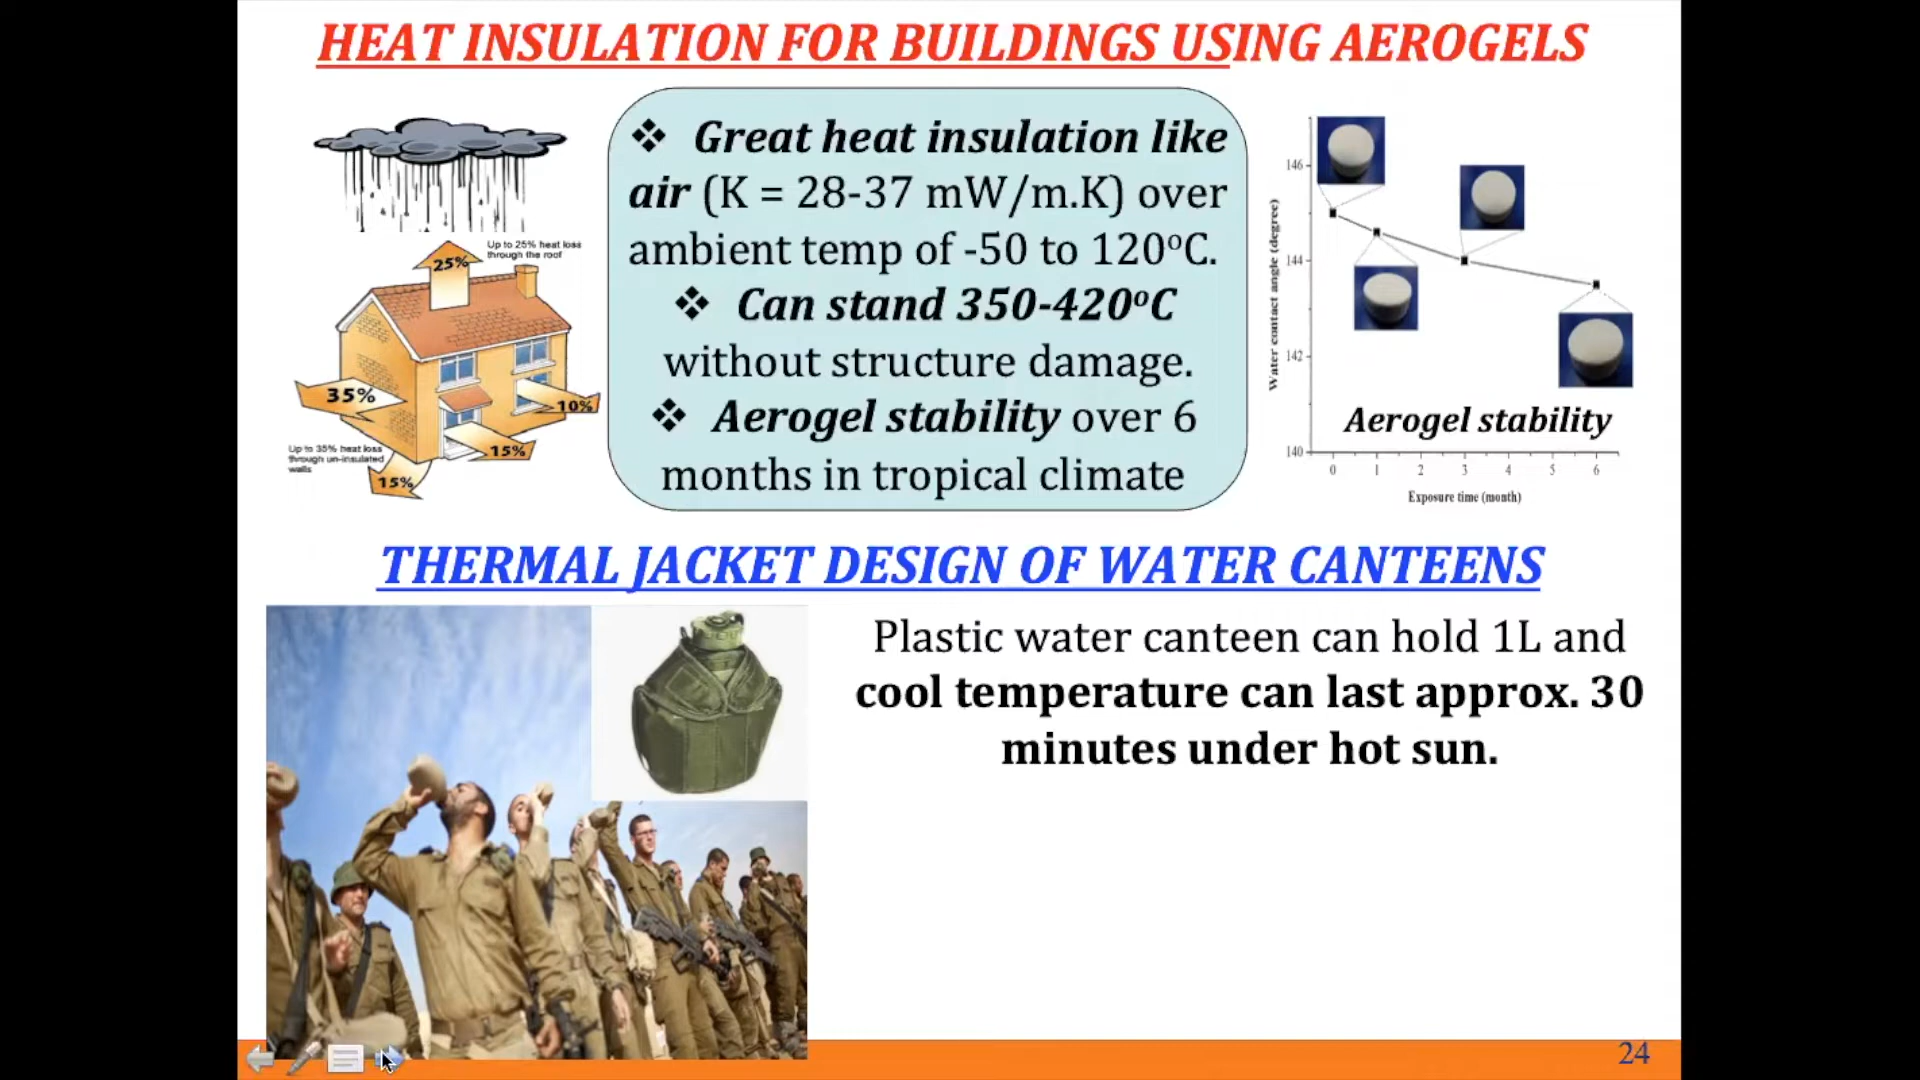 HEAT INSULATION FOR BUILDINGS USING AEROGELS
Up to 25% heat loss
through the roof
25%
35%
10%
15%
Up to 35% heat loss
through un-insulated
walls
15%
❖ Great heat insulation like
air (K = 28-37 mW/m.K) over
ambient temp of -50 to 120°C.
❖ Can stand 350-420°C
without structure damage.
❖ Aerogel stability over 6
months in tropical climate
Water contact angle (degree)
146
144
142
140
Aerogel stability
0 1 2 3 4 5 6
Exposure time (month)
THERMAL JACKET DESIGN OF WATER CANTEENS
Plastic water canteen can hold 1L and
cool temperature can last approx. 30
minutes under hot sun.
24